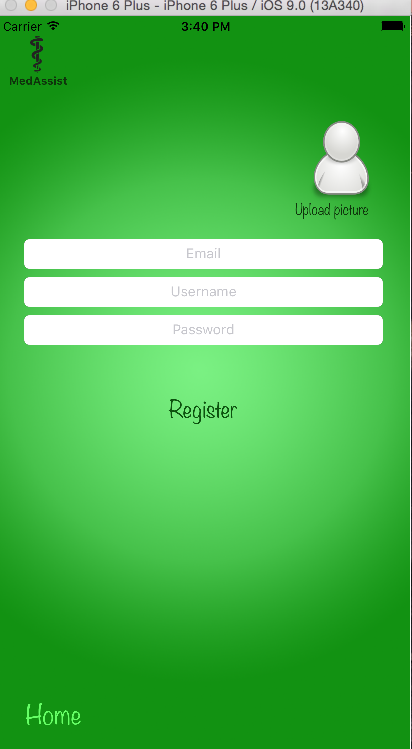 iPhone 6 Plus - iPhone 6 Plus / iOS 9.0 (13A340)
Carrier 3:40 PM
MedAssist
Upload picture
Email
Username
Password
Register
Home